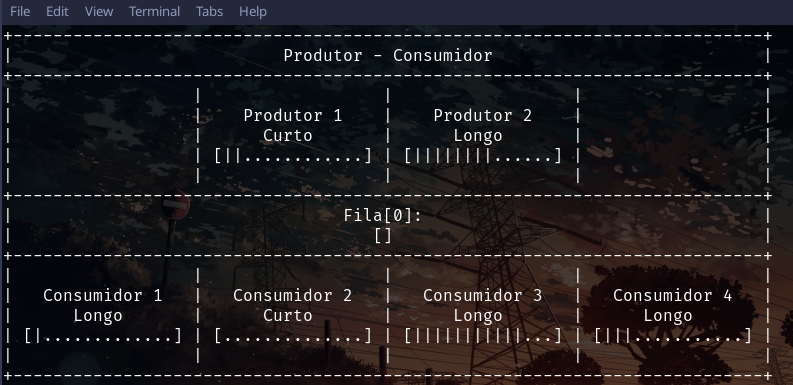 File Edit View Terminal Tabs Help
Produtor - Consumidor
Produtor 1 Produtor 2
Curto Longo
[||............] [||||||||......]
Fila[0]:
[]
Consumidor 1 Consumidor 2 Consumidor 3 Consumidor 4
Longo Curto Longo Longo
[|.............] [..............] [|||||||||||...] [|||...........]